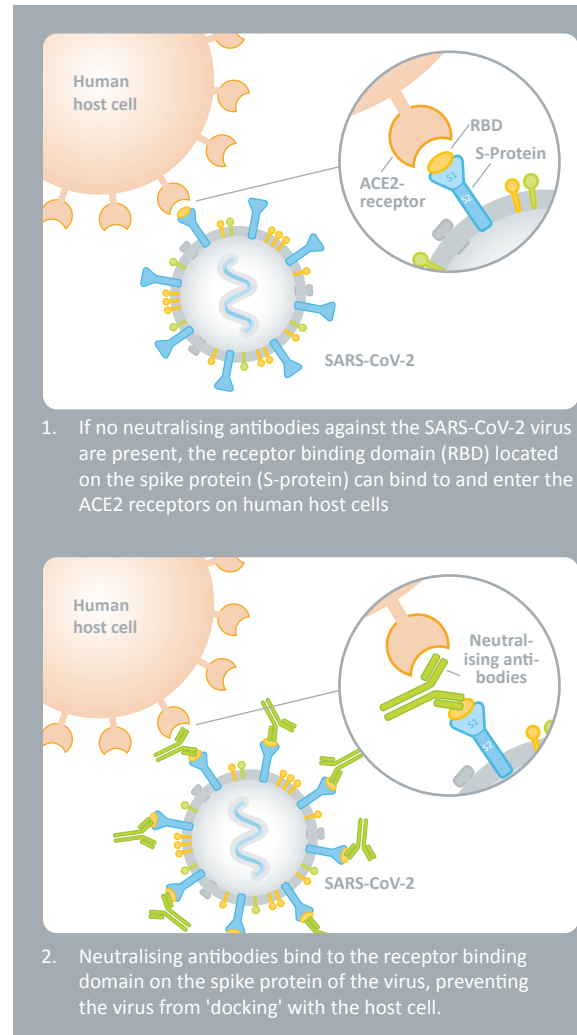 Human
host cell
RBD
S-Protein
S1
S2
ACE2-
receptor
SARS-CoV-2
1. If no neutralising antibodies against the SARS-CoV-2 virus
are present, the receptor binding domain (RBD) located
on the spike protein (S-protein) can bind to and enter the
ACE2 receptors on human host cells
Human
host cell
Neutral-
ising anti-
bodies
S1
S2
SARS-CoV-2
2. Neutralising antibodies bind to the receptor binding
domain on the spike protein of the virus, preventing
the virus from 'docking' with the host cell.